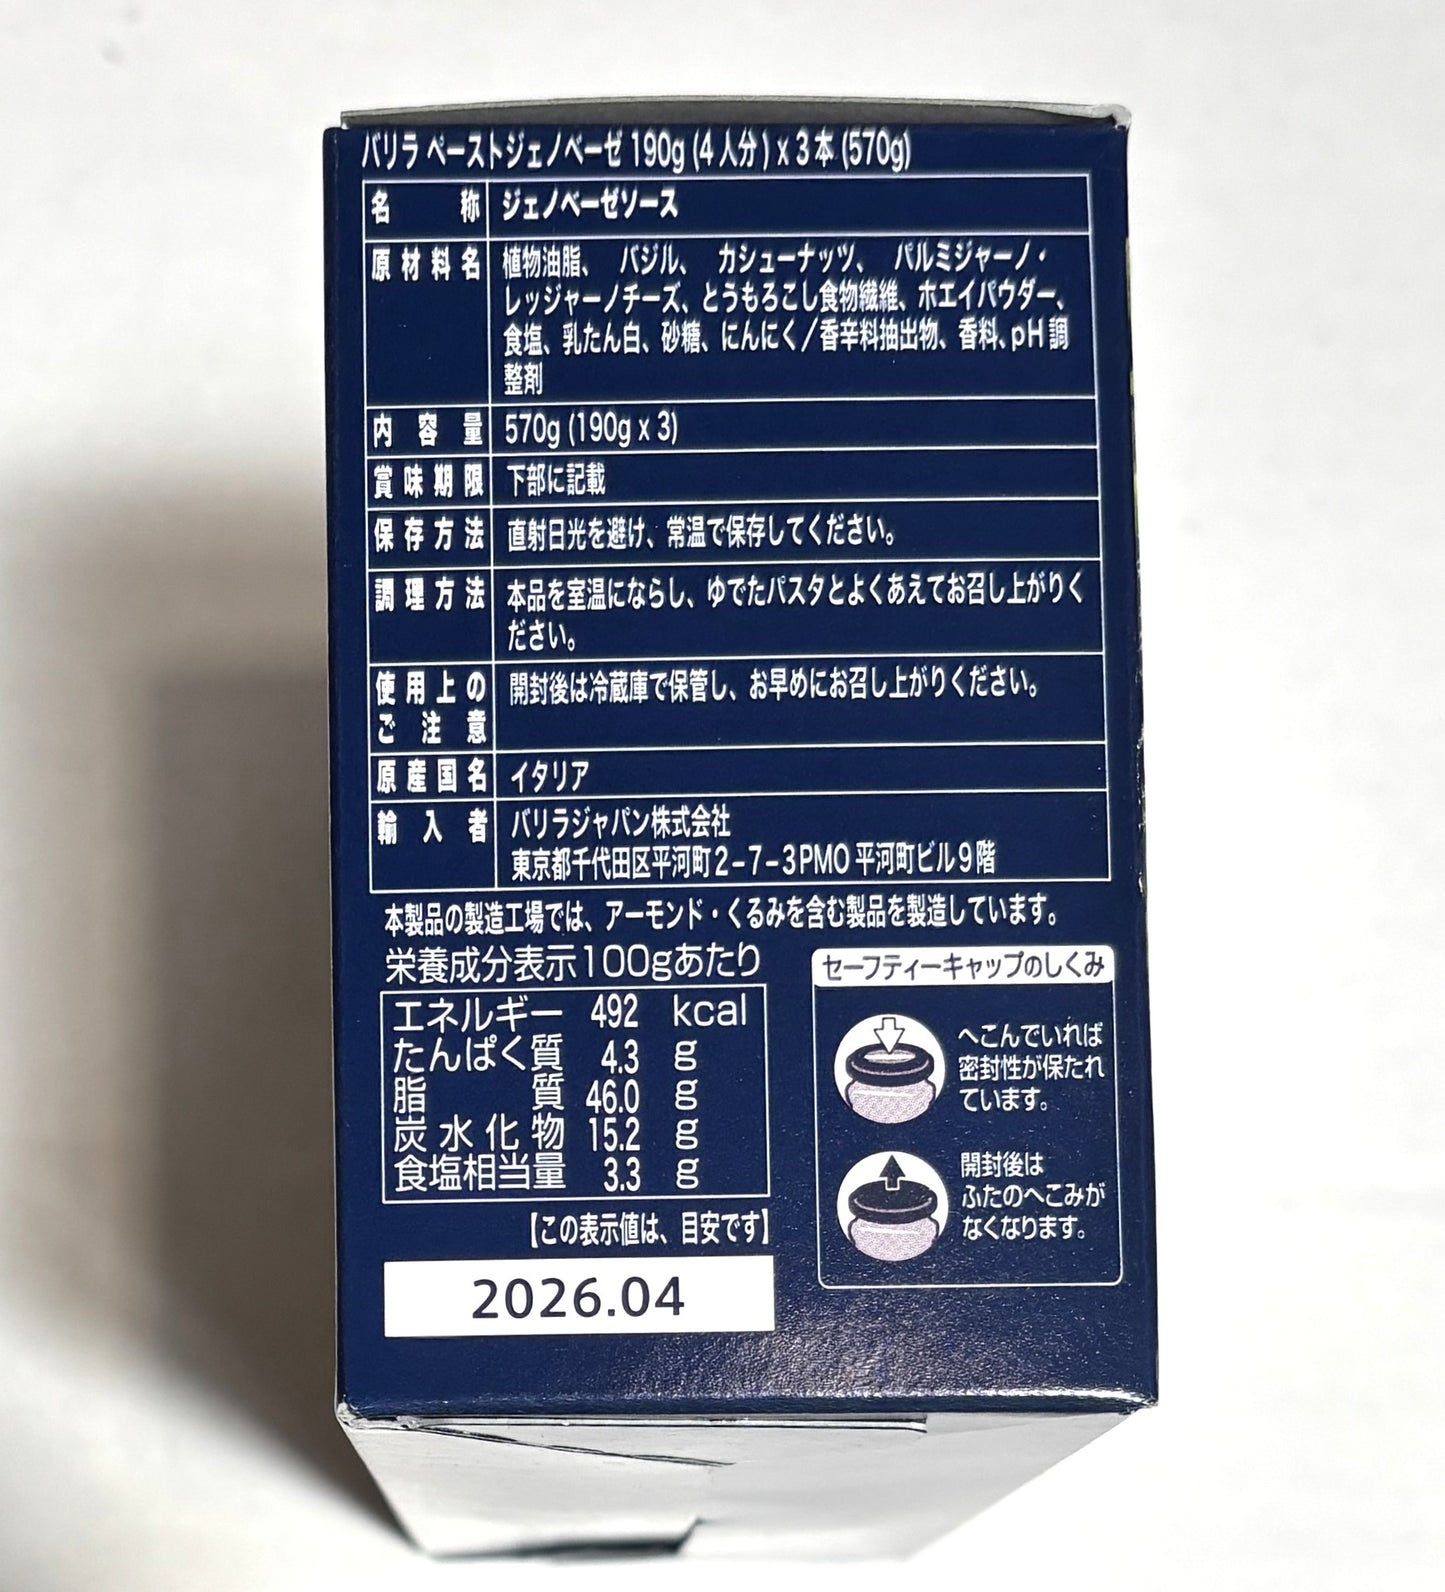 バリラ ペーストジェノベーゼ 190g (4人分) x 3本 (570g)
名称 ジェノベーゼソース
原材料名 植物油脂、 バジル、 カシューナッツ、 パルミジャーノ・
レッジャーノチーズ、とうもろこし食物繊維、ホエイパウダー、
食塩、乳たん白、砂糖、にんにく／香辛料抽出物、香料、pH調
整剤
内容量 570g (190g x 3)
賞味期限 下部に記載
保存方法 直射日光を避け、常温で保存してください。
調理方法 本品を室温にならし、ゆでたパスタとよくあえてお召し上がりく
ださい。
使用上の 開封後は冷蔵庫で保管し、お早めにお召し上がりください。
ご注意
原産国名 イタリア
輸入者 バリラジャパン株式会社
東京都千代田区平河町2-7-3PMO平河町ビル9階
本製品の製造工場では、アーモンド・くるみを含む製品を製造しています。
栄養成分表示100gあたり
エネルギー 492 kcal
たんぱく質 4.3 g
脂質 46.0 g
炭水化物 15.2 g
食塩相当量 3.3 g
【この表示値は、目安です】
2026.04
セーフティーキャップのしくみ
へこんでいれば
密封性が保たれ
ています。
開封後は
ふたのへこみが
なくなります。